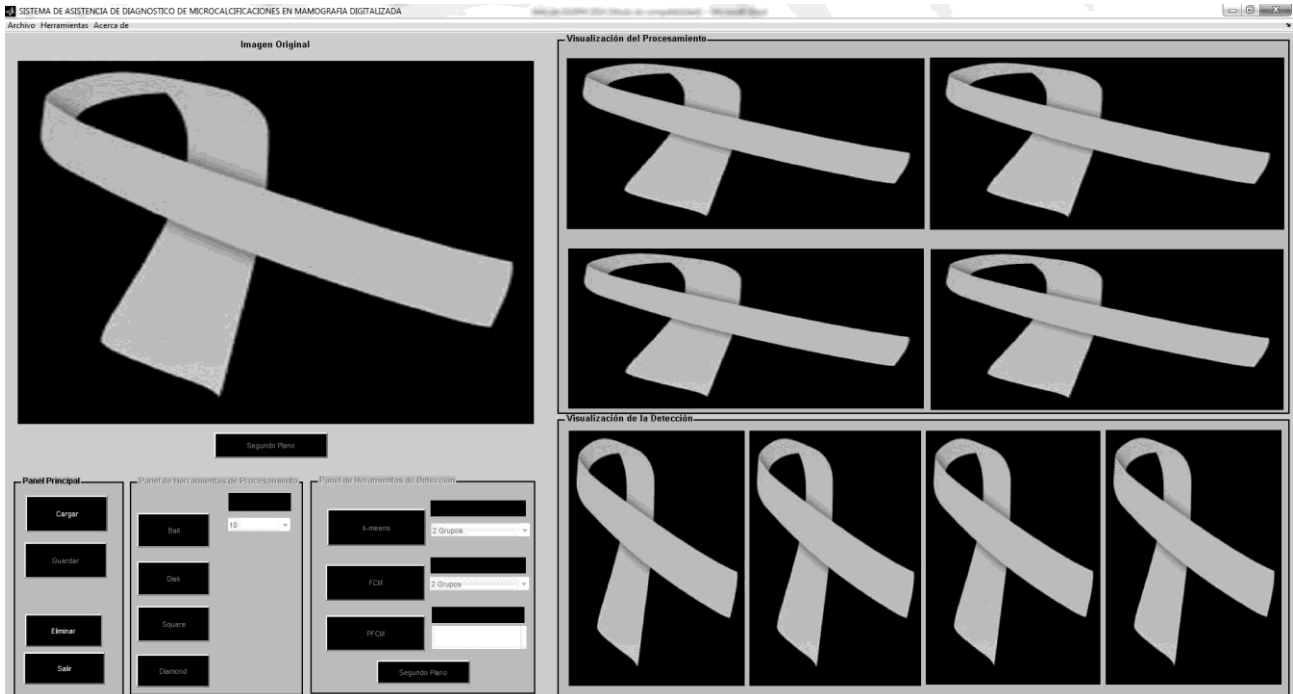 SISTEMA DE ASISTENCIA DE DIAGNOSTICO DE MICROCALCIFICACIONES EN MAMOGRAFIA DIGITALIZADA
Archivo Herramientas Acerca de
Imagen Original
Visualización del Procesamiento
Visualización de la Detección
Segundo Plano
Panel Principal
Cargar
Guardar
Eliminar
Salir
Panel de Herramientas de Procesamiento
10
Ball
Disk
Square
Diamond
Panel de Heramientas de Detección
k-means
2 Grupos
FCM
2 Grupos
PFCM
Segundo Plano